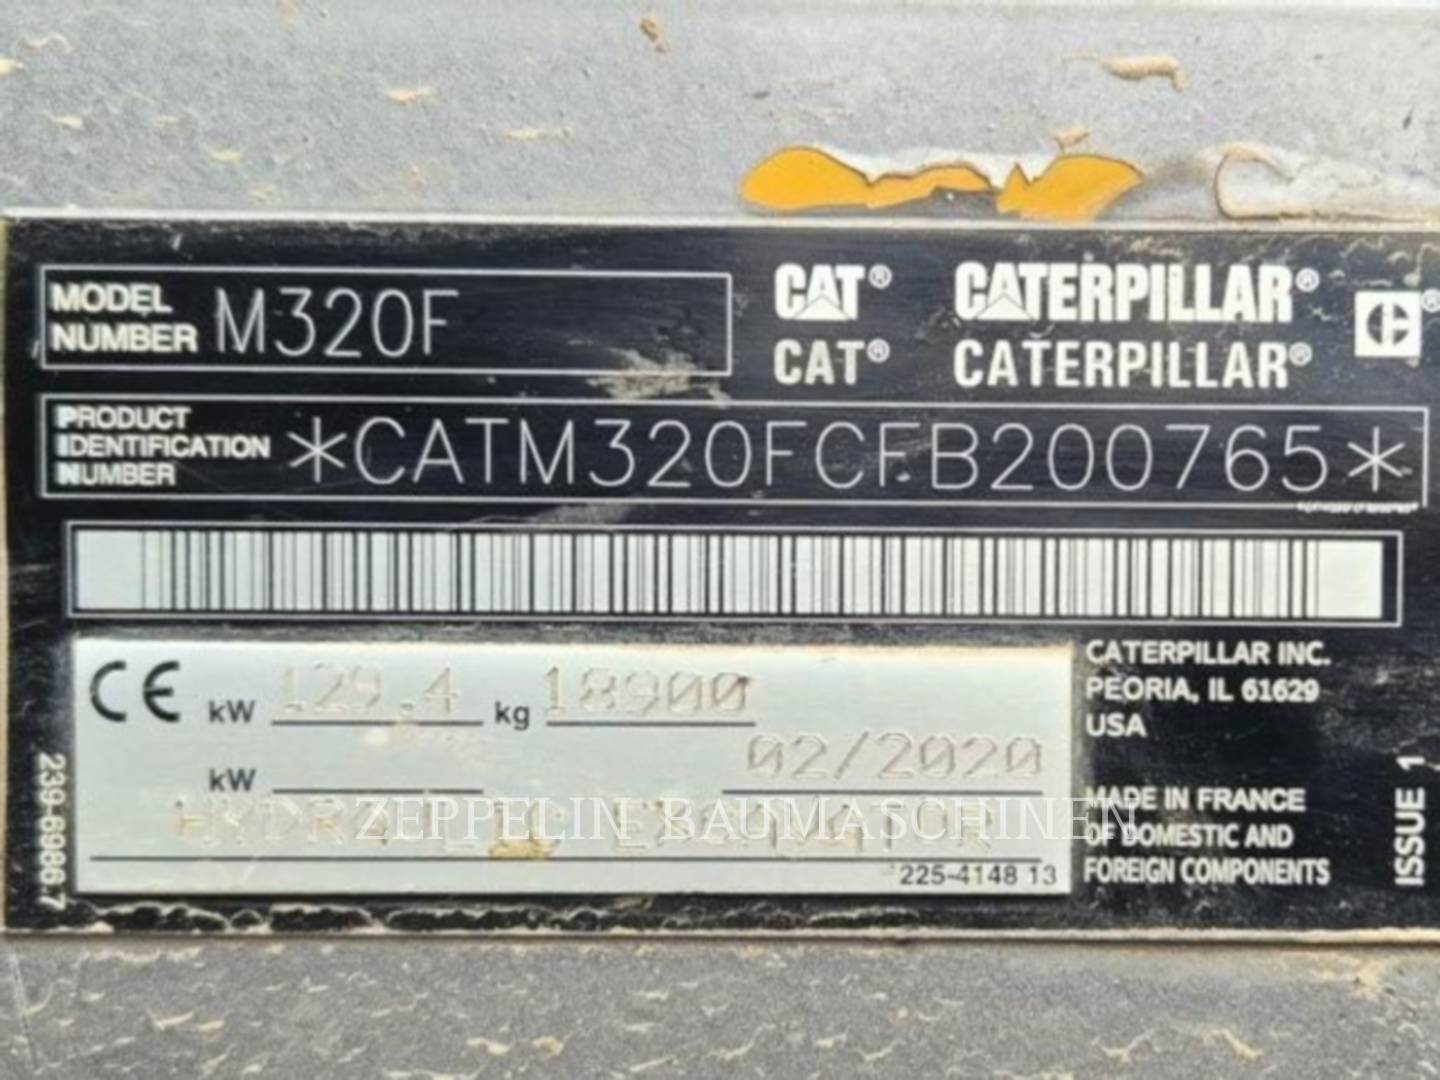 MODEL NUMBER M320F
CAT® CATERPILLAR® ®
CAT® CATERPILLAR®
PRODUCT IDENTIFICATION NUMBER *CATM320FCFB200765*
CE kW 129.4 kg 18900
kW 02/2020
HYDRAULIC EXCAVATOR
ZEPPELIN BAUMASCHINEN
225-4148 13
239-6986.7
CATERPILLAR INC.
PEORIA, IL 61629
USA
MADE IN FRANCE
OF DOMESTIC AND
FOREIGN COMPONENTS
ISSUE 1